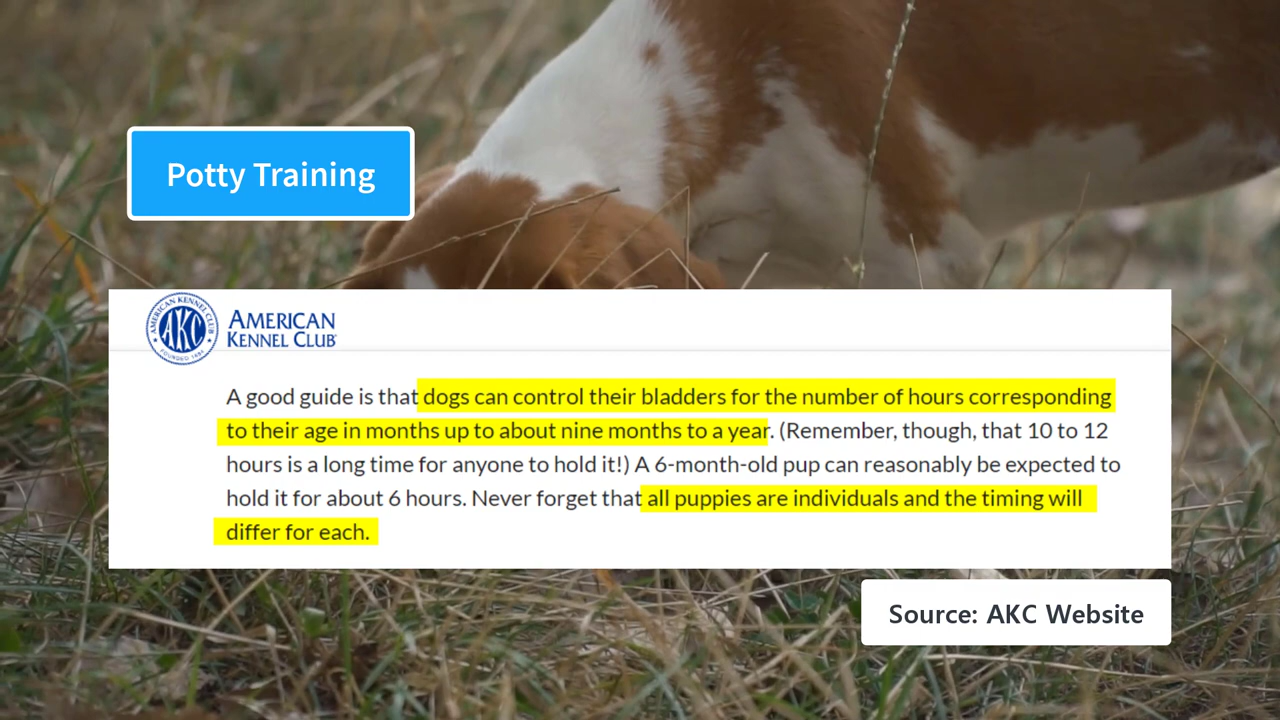 Potty Training
AMERICAN KENNEL CLUB
AKC
FOUNDED 1884
AMERICAN
KENNEL CLUB®
A good guide is that dogs can control their bladders for the number of hours corresponding
to their age in months up to about nine months to a year. (Remember, though, that 10 to 12
hours is a long time for anyone to hold it!) A 6-month-old pup can reasonably be expected to
hold it for about 6 hours. Never forget that all puppies are individuals and the timing will
differ for each.
Source: AKC Website